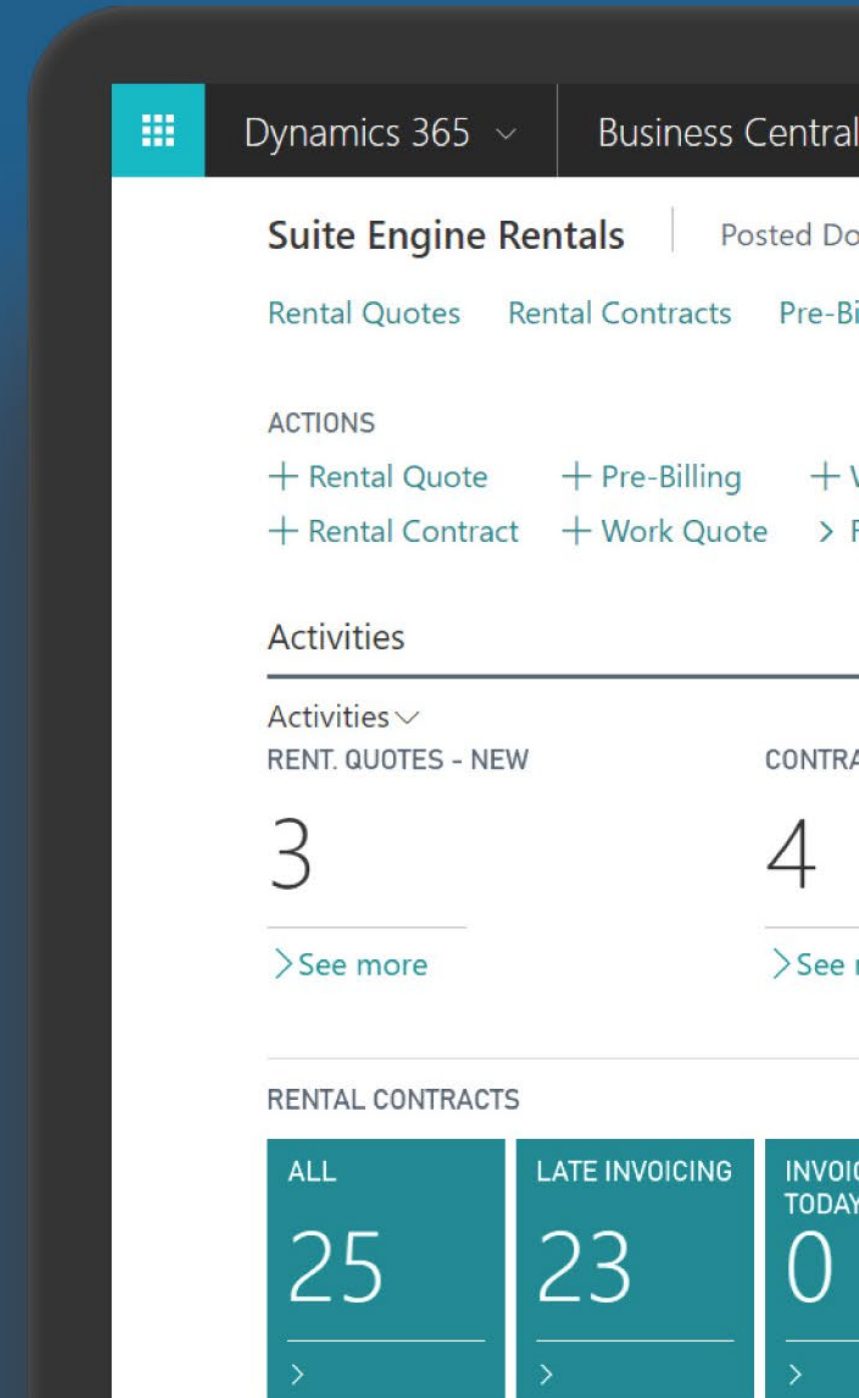 Dynamics 365 Business Central
Suite Engine Rentals Posted
Rental Quotes Rental Contracts
ACTIONS
+ Rental Quote + Pre-Billing +
+ Rental Contract + Work Quote >
Activities
Activities
RENT. QUOTES - NEW
3 4
>See more >See
RENTAL CONTRACTS
ALL LATE INVOICING
TODAY
25 23 0
> > >